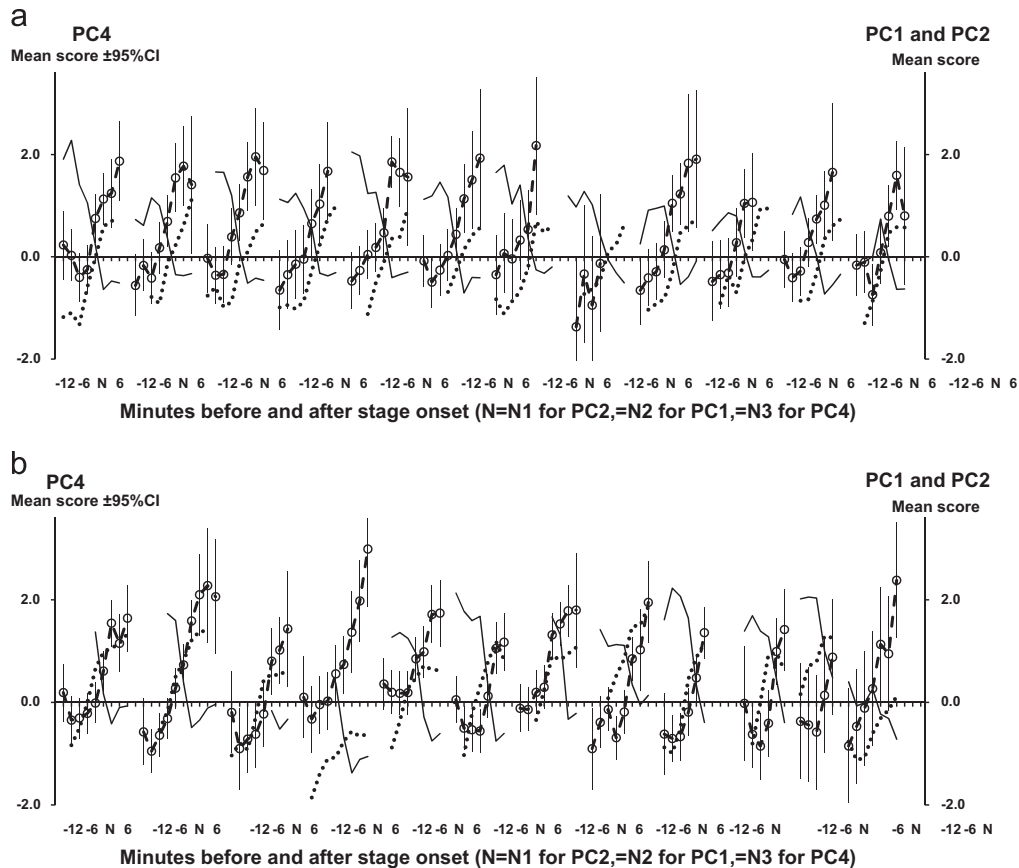 a
PC4
PC1 and PC2
Mean score ±95%CI
Mean score
2.0
2.0
0.0
0.0
-2.0
-2.0
-12-6 N 6 -12-6 N 6 -12-6 N 6 -12-6 N 6 -12-6 N 6 -12-6 N 6 -12-6 N 6 -12-6 N 6 -12-6 N 6 -12-6 N 6 -12-6 N 6 -12-6 N 6
Minutes before and after stage onset (N=N1 for PC2,=N2 for PC1,=N3 for PC4)
b
PC4
PC1 and PC2
Mean score ±95%CI
Mean score
2.0
2.0
0.0
0.0
-2.0
-2.0
-12-6 N 6 -12-6 N 6 -12-6 N 6 -12-6 N 6 -12-6 N 6 -12-6 N 6 -12-6 N 6 -12-6 N -12-6 N -6 N -12-6 N 6
Minutes before and after stage onset (N=N1 for PC2,=N2 for PC1,=N3 for PC4)